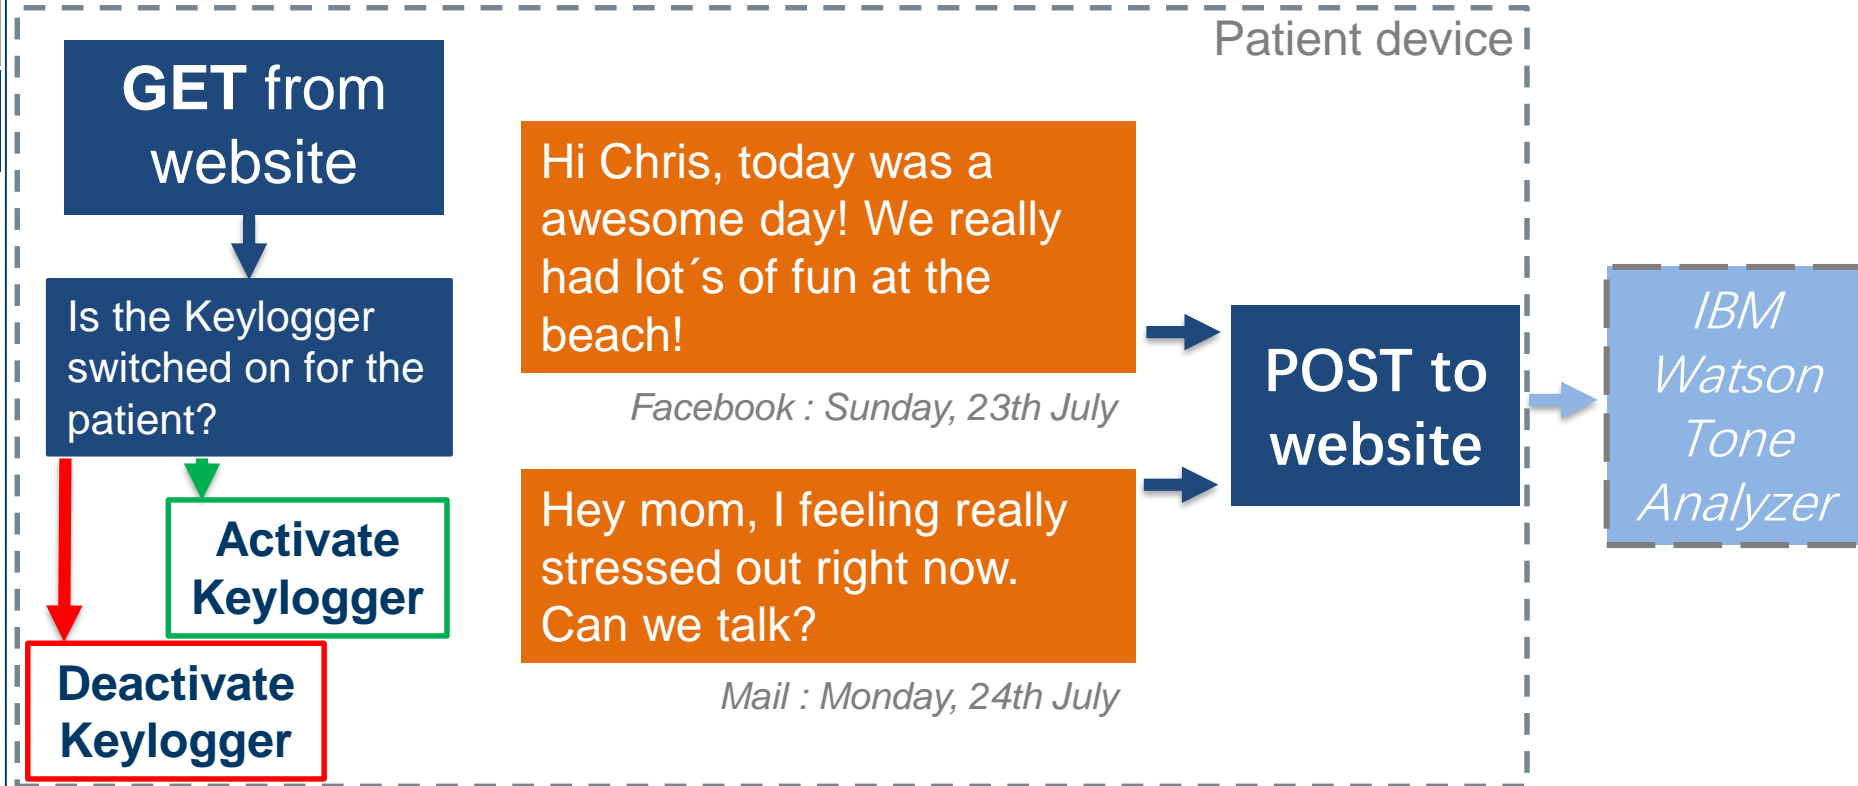 Patient device
GET from
website
Is the Keylogger
switched on for the
patient?
Activate
Keylogger
Deactivate
Keylogger
Hi Chris, today was a
awesome day! We really
had lot´s of fun at the
beach!
Facebook : Sunday, 23th July
Hey mom, I feeling really
stressed out right now.
Can we talk?
Mail : Monday, 24th July
POST to
website
IBM
Watson
Tone
Analyzer